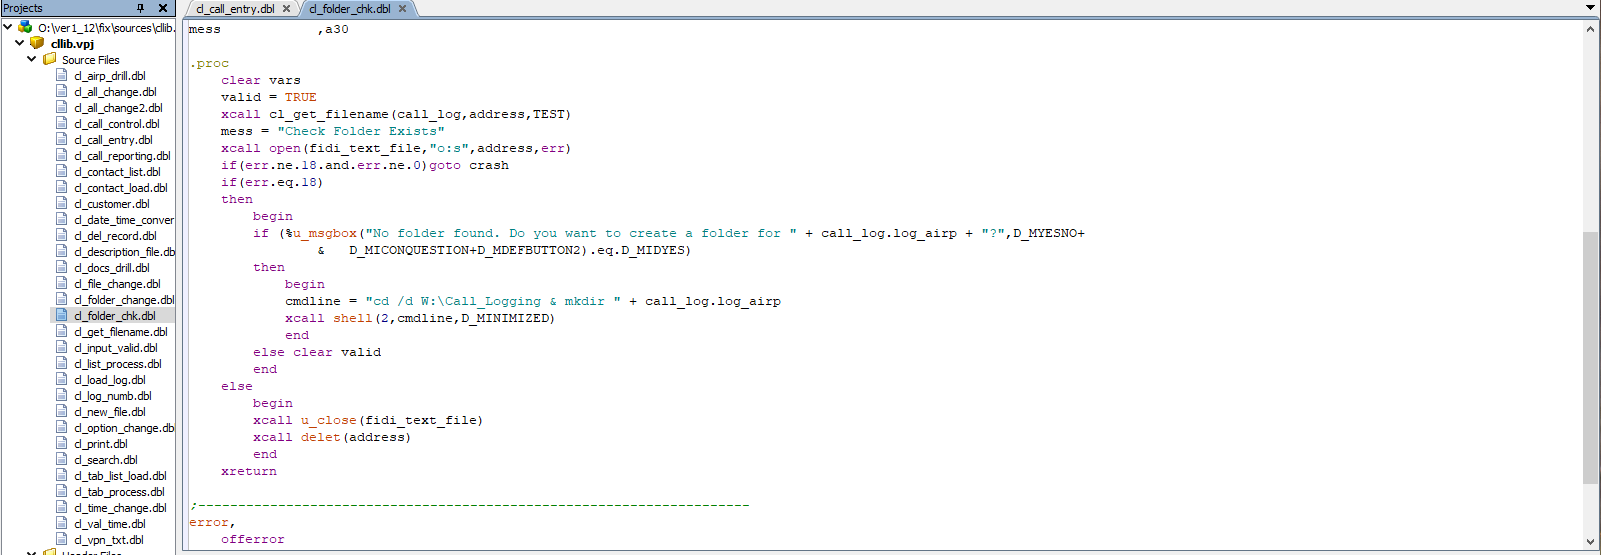 Projects
O:\ver1_12\fix\sources\cllib.
cllib.vpj
Source Files
cl_airp_drill.dbl
cl_all_change.dbl
cl_all_change2.dbl
cl_call_control.dbl
cl_call_entry.dbl
cl_call_reporting.dbl
cl_contact_list.dbl
cl_contact_load.dbl
cl_customer.dbl
cl_date_time_conver
cl_del_record.dbl
cl_description_file.db
cl_docs_drill.dbl
cl_file_change.dbl
cl_folder_change.dbl
cl_folder_chk.dbl
cl_get_filename.dbl
cl_input_valid.dbl
cl_list_process.dbl
cl_load_log.dbl
cl_log_numb.dbl
cl_new_file.dbl
cl_option_change.db
cl_print.dbl
cl_search.dbl
cl_tab_list_load.dbl
cl_tab_process.dbl
cl_time_change.dbl
cl_val_time.dbl
cl_vpn_txt.dbl
Header Files
cl_call_entry.dbl
cl_folder_chk.dbl
mess ,a30
.proc
clear vars
valid = TRUE
xcall cl_get_filename(call_log,address,TEST)
mess = "Check Folder Exists"
xcall open(fidi_text_file,"o:s",address,err)
if(err.ne.18.and.err.ne.0)goto crash
if(err.eq.18)
then
begin
if (%u_msgbox("No folder found. Do you want to create a folder for " + call_log.log_airp + "?",D_MYESNO+
& D_MICONQUESTION+D_MDEFBUTTON2).eq.D_MIDYES)
then
begin
cmdline = "cd /d W:\Call_Logging & mkdir " + call_log.log_airp
xcall shell(2,cmdline,D_MINIMIZED)
end
else clear valid
end
else
begin
xcall u_close(fidi_text_file)
xcall delet(address)
end
xreturn
;---------------------------------------------------------------------
error,
offerror